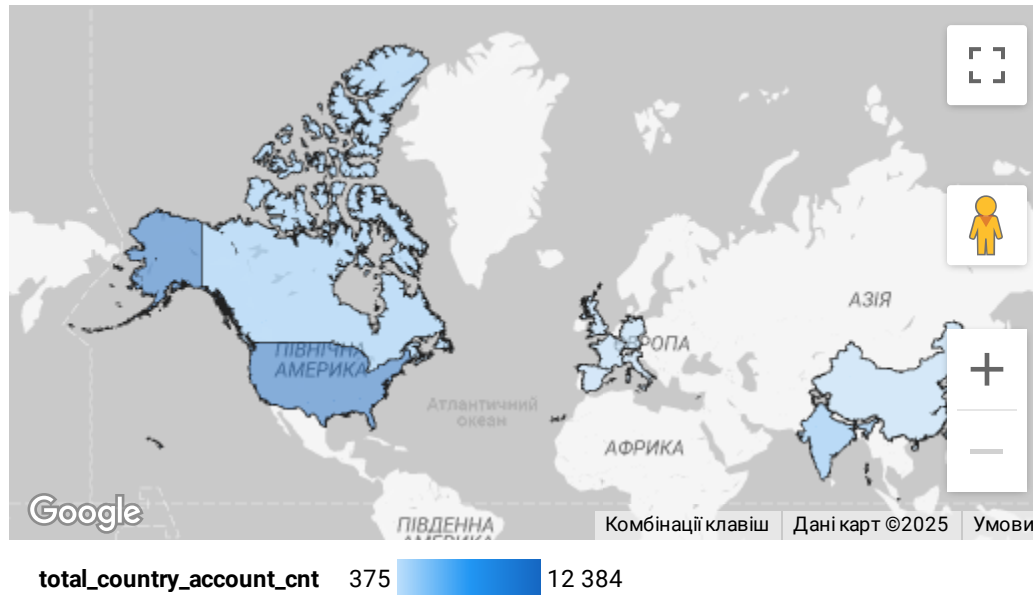 АЗІЯ
ПІВНІЧНА
АМЕРИКА
ЄВРОПА
Атлантичний
океан
АФРИКА
Google
ПІВДЕННА
АМЕРИКА
Комбінації клавіш
Дані карт ©2025
Умови
total_country_account_cnt 375 12 384